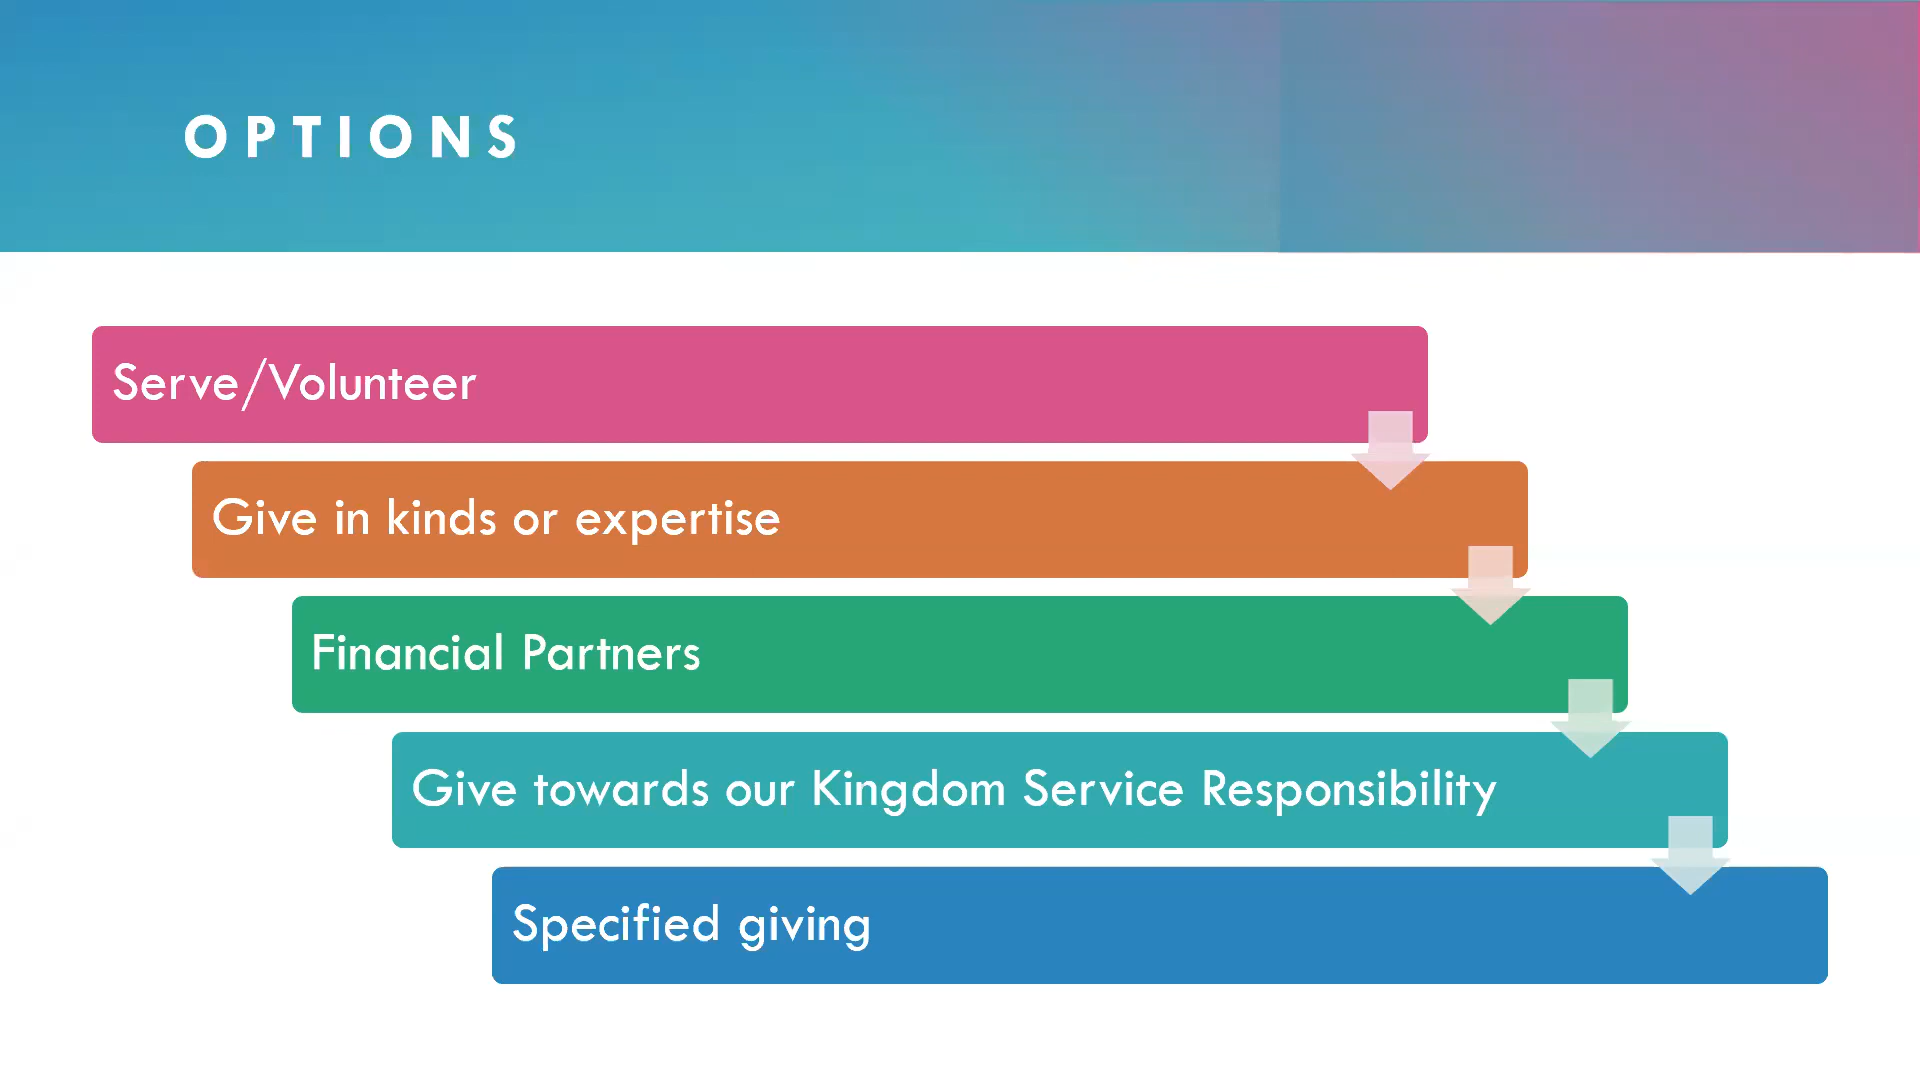 OPTIONS
Serve/Volunteer
Give in kinds or expertise
Financial Partners
Give towards our Kingdom Service Responsibility
Specified giving